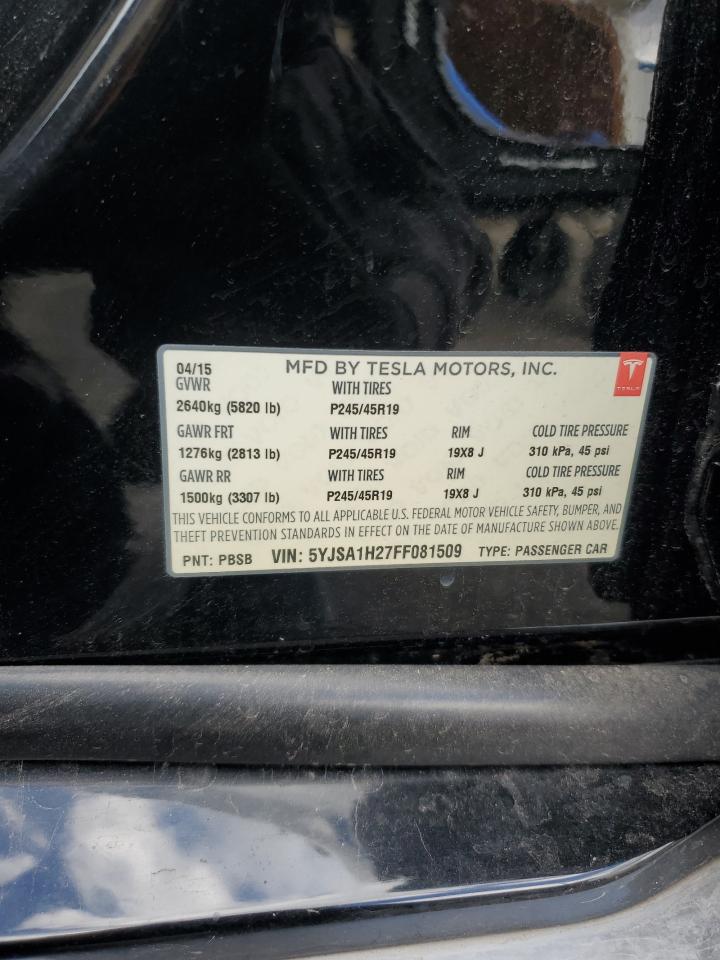 04/15 MFD BY TESLA MOTORS, INC.
TESLA
GVWR WITH TIRES
2640kg (5820 lb) P245/45R19
GAWR FRT WITH TIRES RIM COLD TIRE PRESSURE
1276kg (2813 lb) P245/45R19 19X8 J 310 kPa, 45 psi
GAWR RR WITH TIRES RIM COLD TIRE PRESSURE
1500kg (3307 lb) P245/45R19 19X8 J 310 kPa, 45 psi
THIS VEHICLE CONFORMS TO ALL APPLICABLE U.S. FEDERAL MOTOR VEHICLE SAFETY, BUMPER, AND
THEFT PREVENTION STANDARDS IN EFFECT ON THE DATE OF MANUFACTURE SHOWN ABOVE.
PNT: PBSB VIN: 5YJSA1H27FF081509 TYPE: PASSENGER CAR